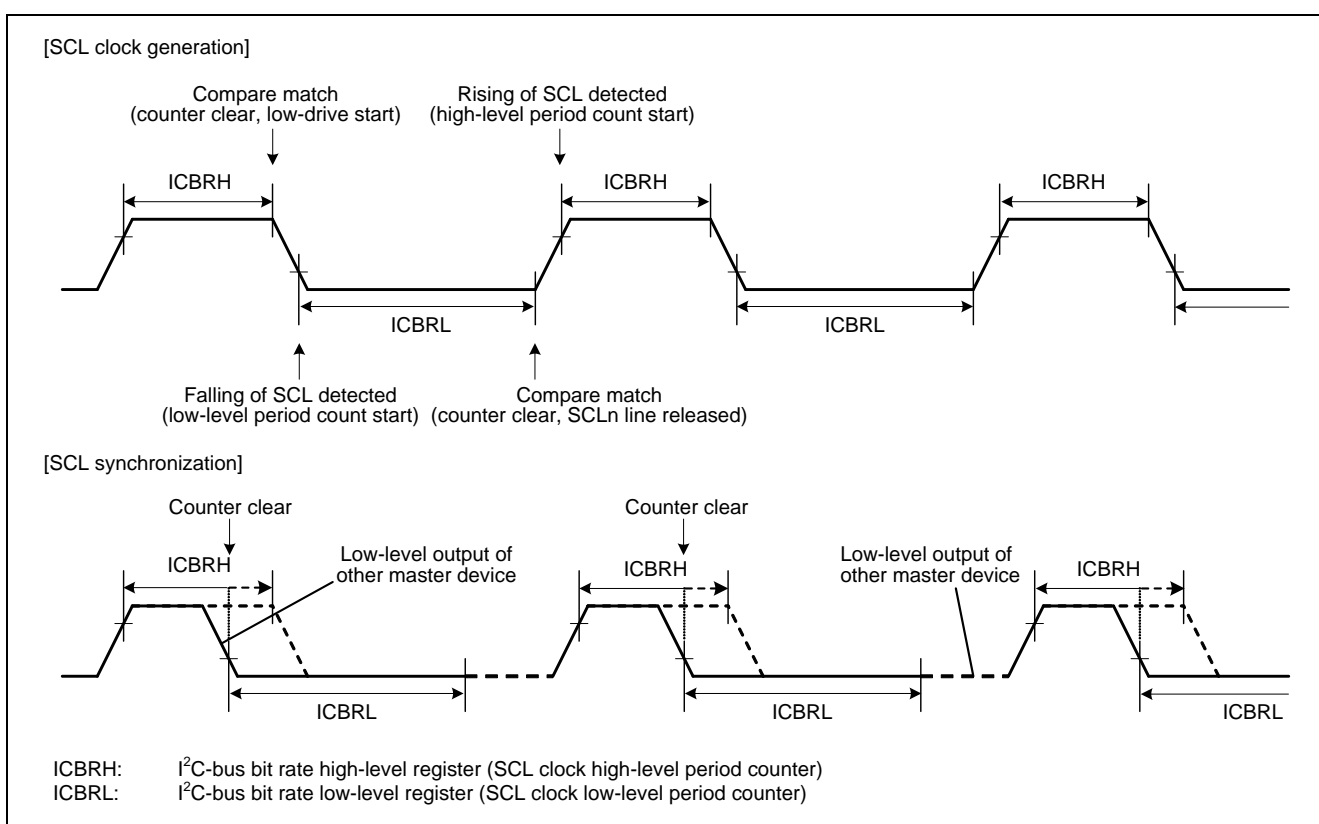 [SCL clock generation]
Compare match
(counter clear, low-drive start)
Rising of SCL detected
(high-level period count start)
ICBRH
ICBRH
ICBRH
ICBRL
ICBRL
Falling of SCL detected
(low-level period count start)
Compare match
(counter clear, SCLn line released)
[SCL synchronization]
Counter clear
Counter clear
ICBRH
Low-level output of
other master device
ICBRH
Low-level output of
other master device
ICBRH
ICBRL
ICBRL
ICBRL
ICBRH: I²C-bus bit rate high-level register (SCL clock high-level period counter)
ICBRL: I²C-bus bit rate low-level register (SCL clock low-level period counter)